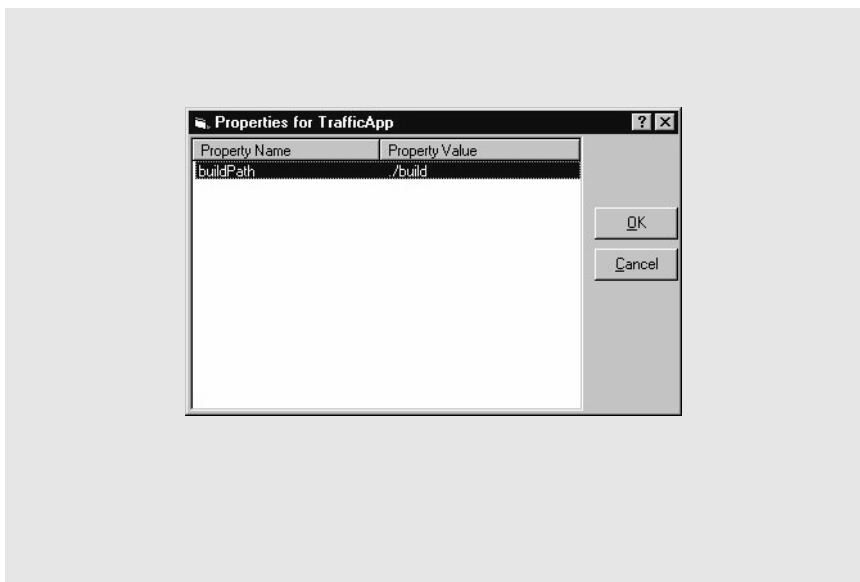 Properties for TrafficApp
Property Name Property Value
buildPath ./build
OK
Cancel